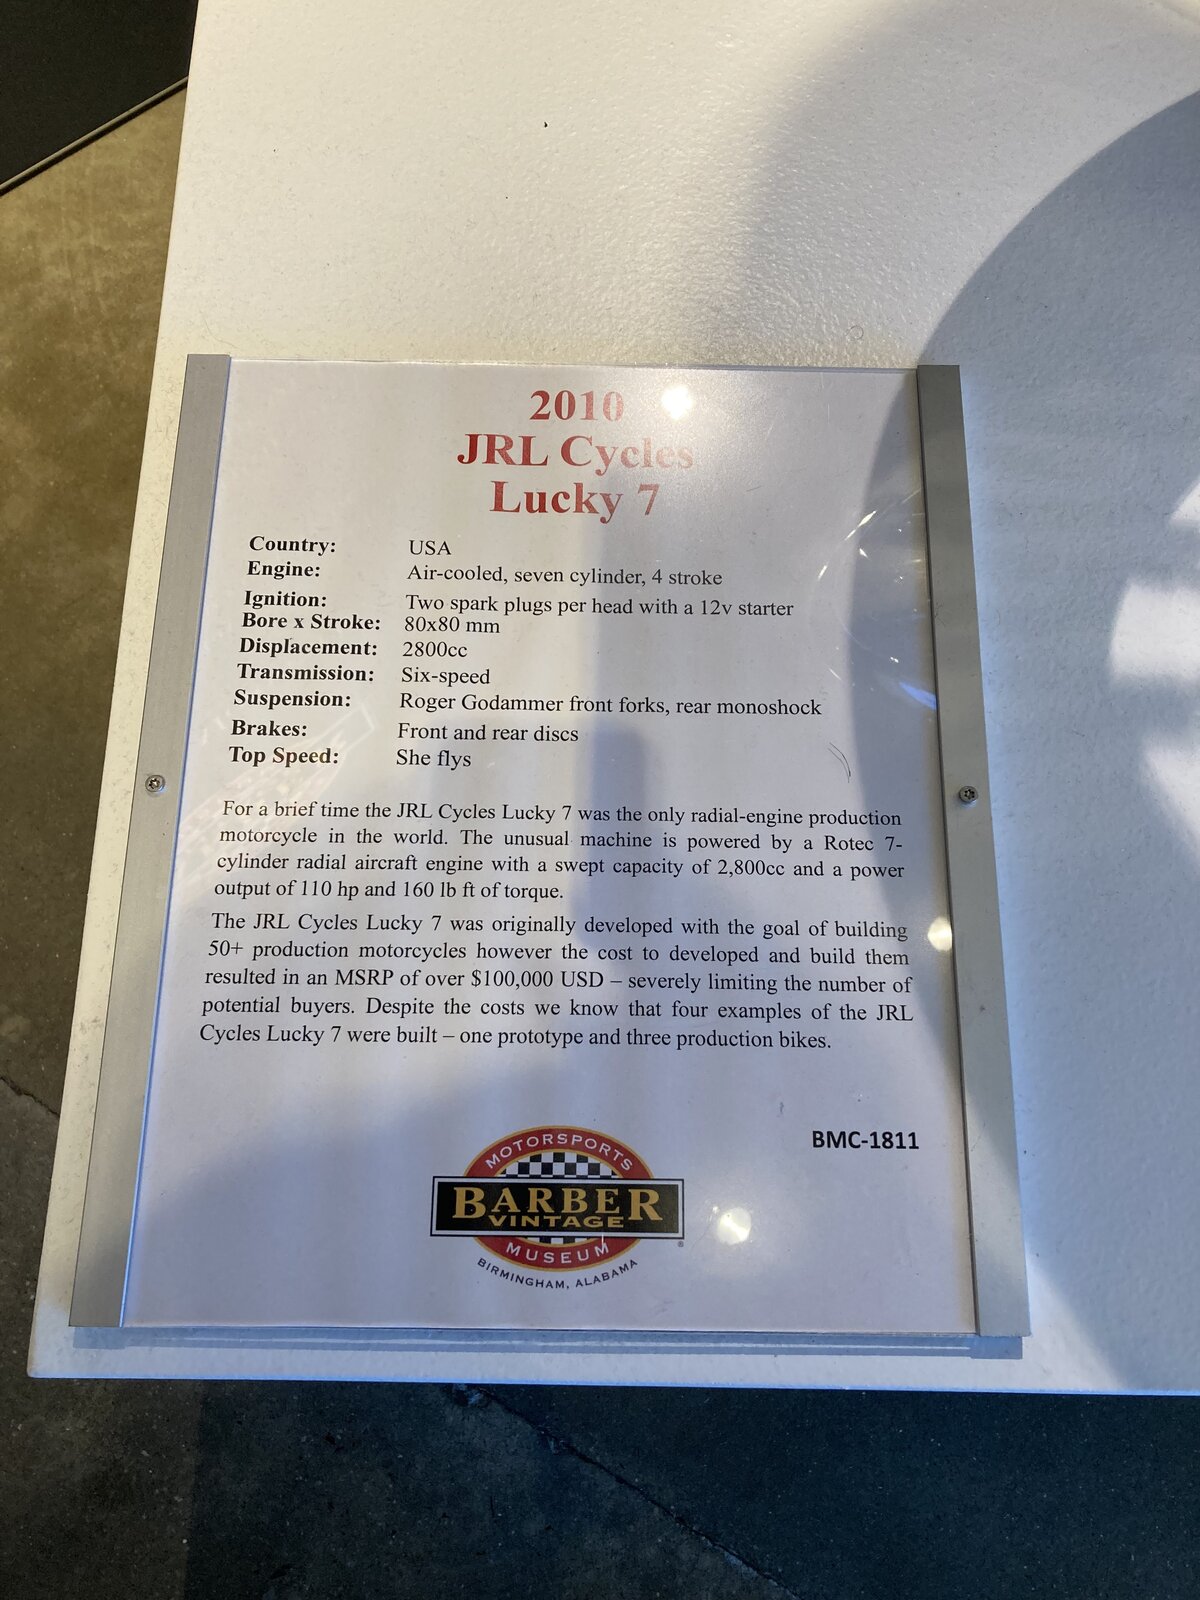 2010
JRL Cycles
Lucky 7
Country: USA
Engine: Air-cooled, seven cylinder, 4 stroke
Ignition: Two spark plugs per head with a 12v starter
Bore x Stroke: 80x80 mm
Displacement: 2800cc
Transmission: Six-speed
Suspension: Roger Godammer front forks, rear monoshock
Brakes: Front and rear discs
Top Speed: She flys
For a brief time the JRL Cycles Lucky 7 was the only radial-engine production
motorcycle in the world. The unusual machine is powered by a Rotec 7-
cylinder radial aircraft engine with a swept capacity of 2,800cc and a power
output of 110 hp and 160 lb ft of torque.
The JRL Cycles Lucky 7 was originally developed with the goal of building
50+ production motorcycles however the cost to developed and build them
resulted in an MSRP of over $100,000 USD – severely limiting the number of
potential buyers. Despite the costs we know that four examples of the JRL
Cycles Lucky 7 were built – one prototype and three production bikes.
BMC-1811
MOTORSPORTS
BARBER
VINTAGE
MUSEUM
BIRMINGHAM, ALABAMA